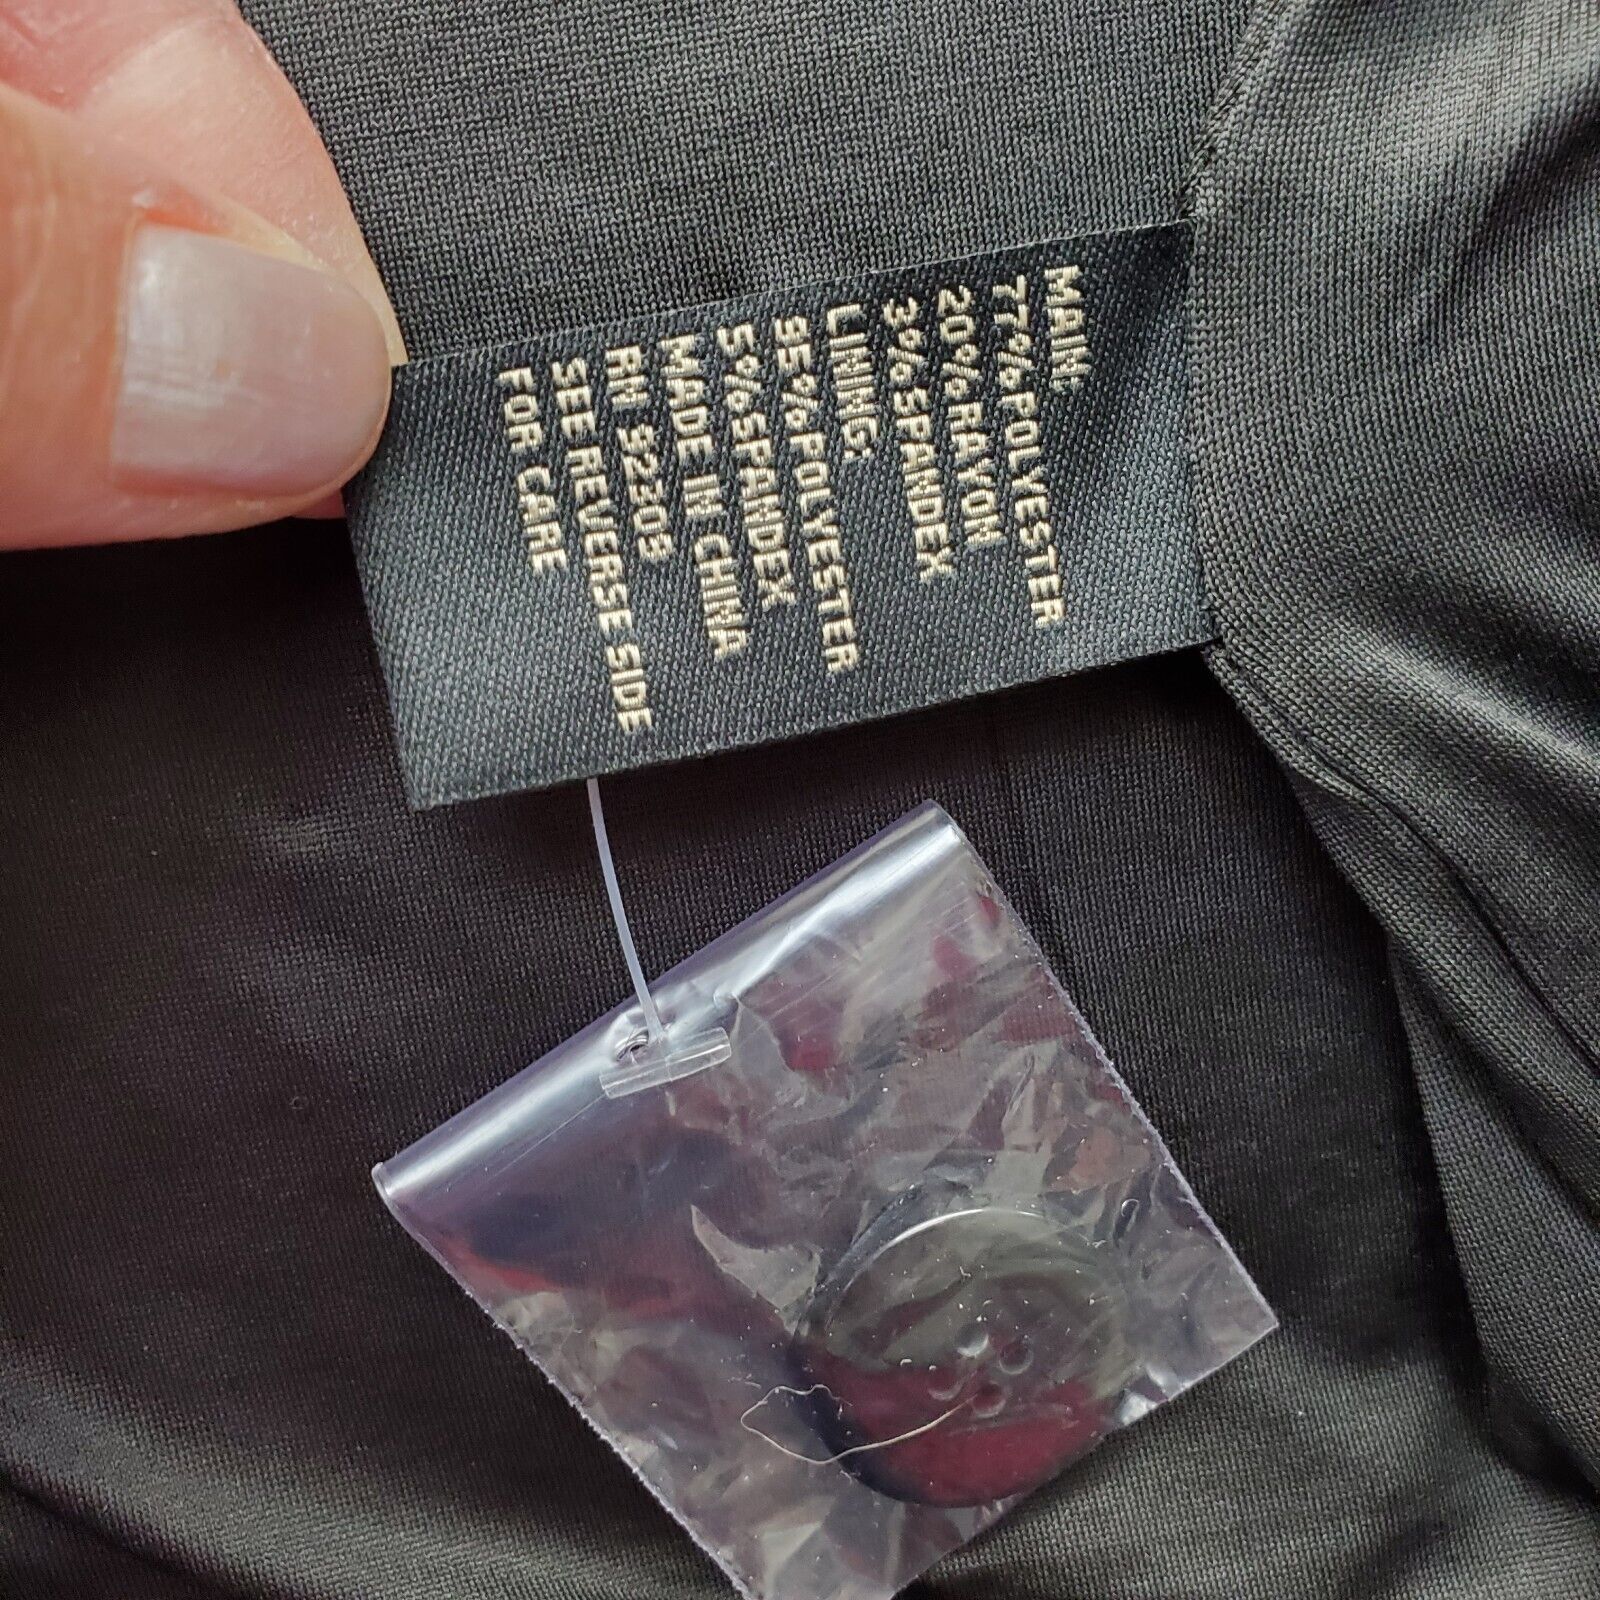 MAIN:
77%POLYESTER
20%RAYON
3%SPANDEX
LINING:
95%POLYESTER
5%SPANDEX
MADE IN CHINA
RN 92209
SEE REVERSE SIDE
FOR CARE